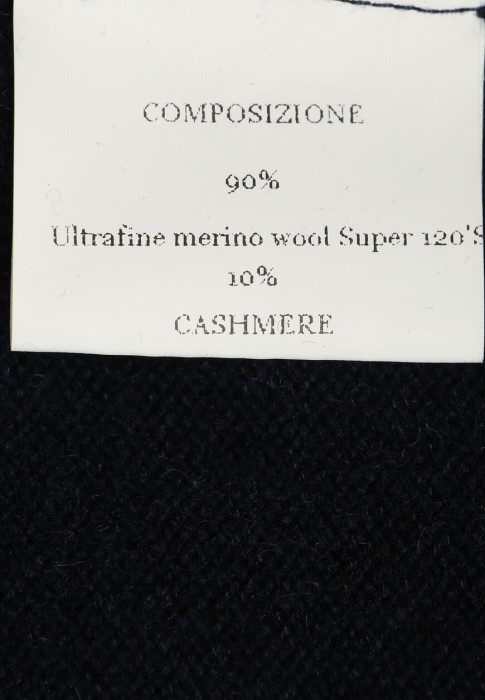 COMPOSIZIONE
90%
Ultrafine merino wool Super 120'S
10%
CASHMERE